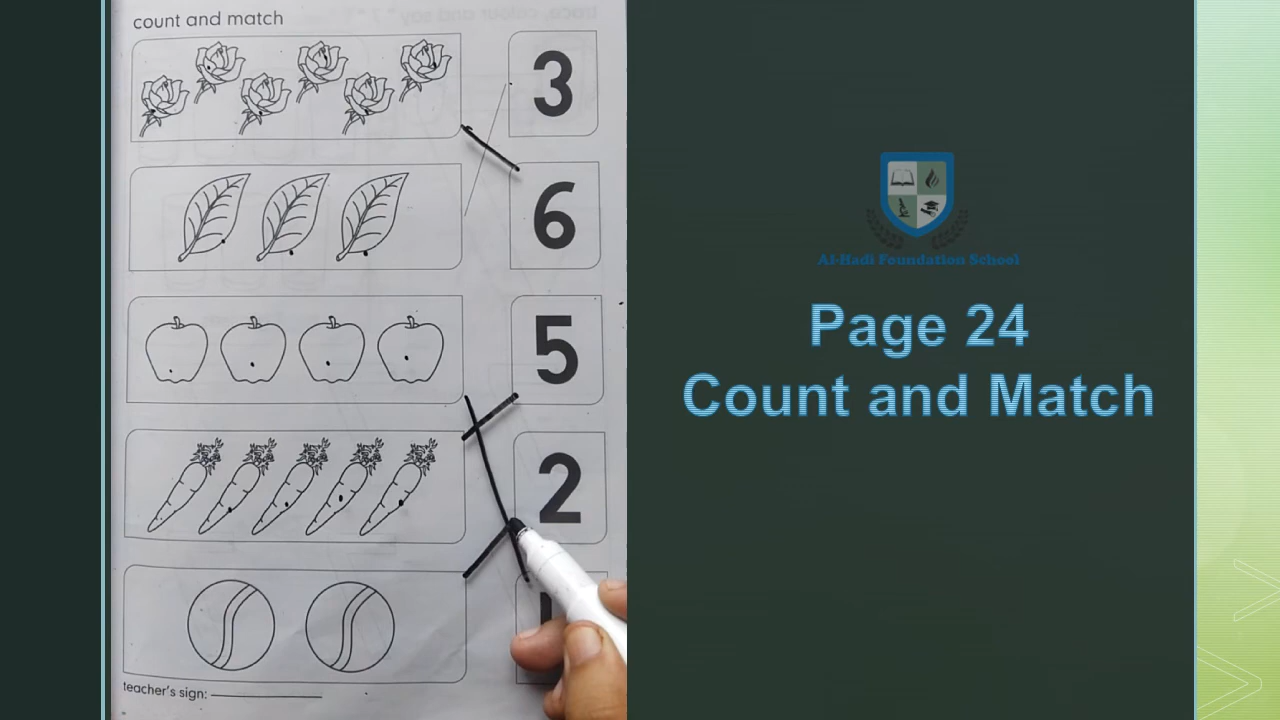 count and match
3
6
5
2
teacher's sign:
Al-Hadi Foundation School
Page 24
Count and Match